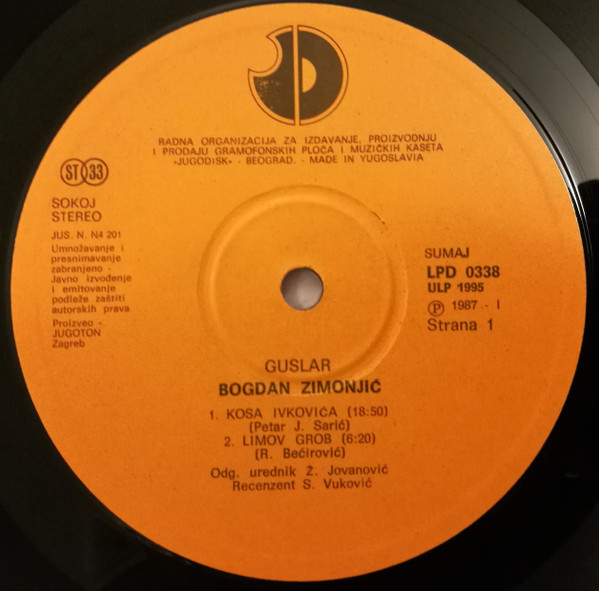 RADNA ORGANIZACIJA ZA IZDAVANJE, PROIZVODNJU
I PRODAJU GRAMOFONSKIH PLOČA I MUZIČKIH KASETA
«JUGODISK» - BEOGRAD. - MADE IN YUGOSLAVIA
ST 33
SOKOJ
STEREO
JUS. N. N4 201
Umnožavanje i
presnimavanje
zabranjeno -
Javno izvođenje
i emitovanje
podleže zaštiti
autorskih prava
Proizveo -
JUGOTON
Zagreb
SUMAJ
LPD 0338
ULP 1995
Ⓟ 1987 - I
Strana 1
GUSLAR
BOGDAN ZIMONJIĆ
1. KOSA IVKOVIĆA (18:50)
(Petar J. Sarić)
2. LIMOV GROB (6:20)
(R. Bećirović)
Odg. urednik Ž. Jovanović
Recenzent S. Vuković